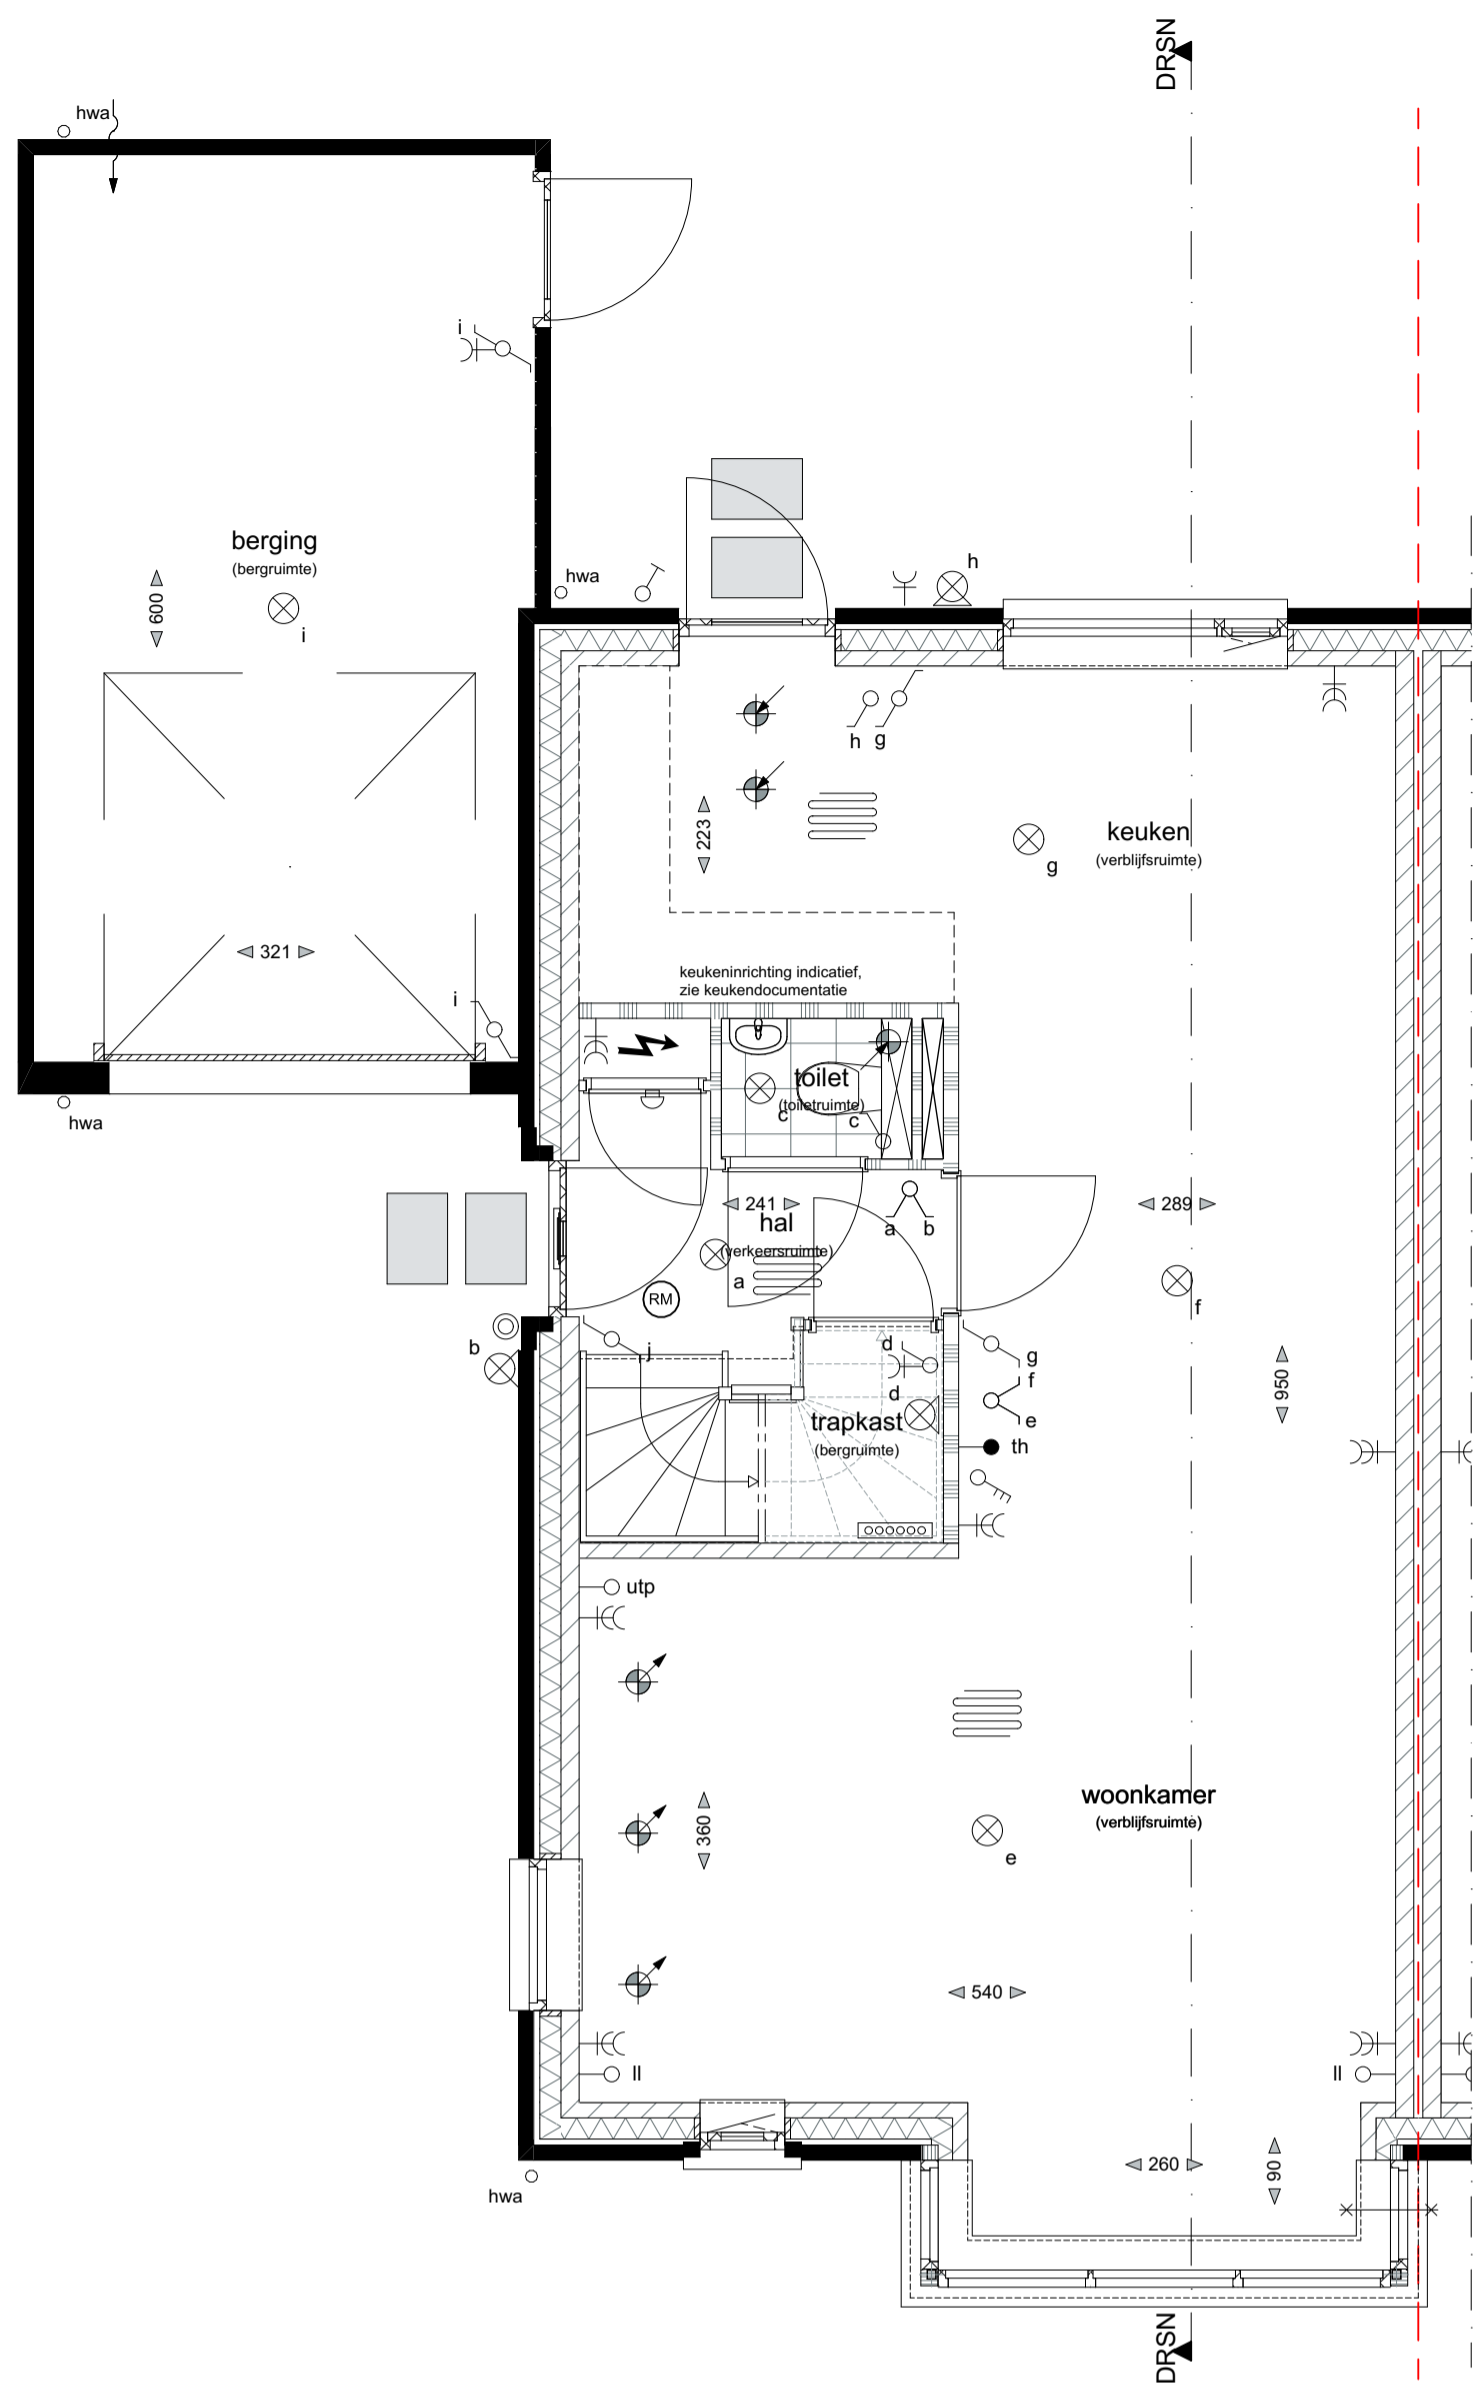 DRSN
hwa
i
berging
(bergruimte)
600
i
hwa
h
h
g
223
keuken
(verblijfsruimte)
g
321
keukeninrichting indicatief,
zie keukendocumentatie
i
hwa
toilet
(toiletruimte)
c
c
241
hal
(verkeersruimte)
a
a
b
289
RM
f
b
j
d
d
g
f
e
950
trapkast
(bergruimte)
th
utp
woonkamer
(verblijfsruimte)
360
e
540
ll
ll
hwa
260
90
DRSN